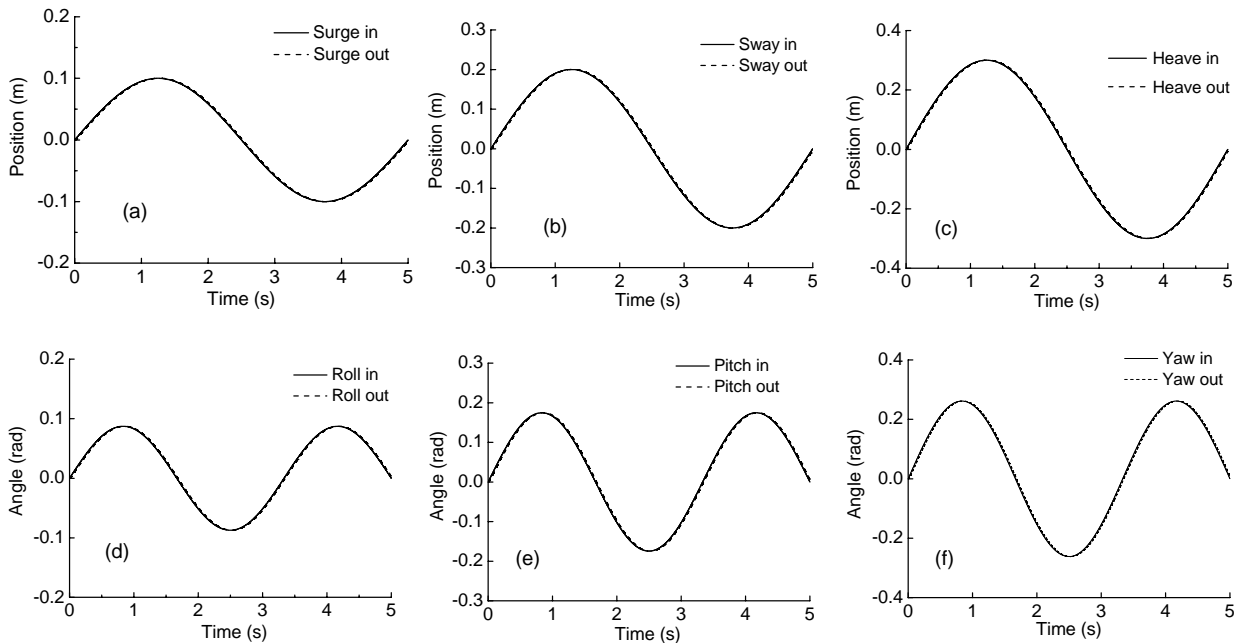 0.2
0.1
0.0
-0.1
-0.2
Position (m)
Surge in
Surge out
(a)
0 1 2 3 4 5
Time (s)
0.3
0.2
0.0
-0.2
-0.3
Position (m)
Sway in
Sway out
(b)
0 1 2 3 4 5
Time (s)
0.4
0.2
0.0
-0.2
-0.4
Position (m)
Heave in
Heave out
(c)
0 1 2 3 4 5
Time (s)
0.2
0.1
0.0
-0.1
-0.2
Angle (rad)
Roll in
Roll out
(d)
0 1 2 3 4 5
Time (s)
0.3
0.2
0.1
0.0
-0.1
-0.2
-0.3
Angle (rad)
Pitch in
Pitch out
(e)
0 1 2 3 4 5
Time (s)
0.4
0.2
0.0
-0.2
-0.4
Angle (rad)
Yaw in
Yaw out
(f)
0 1 2 3 4 5
Time (s)